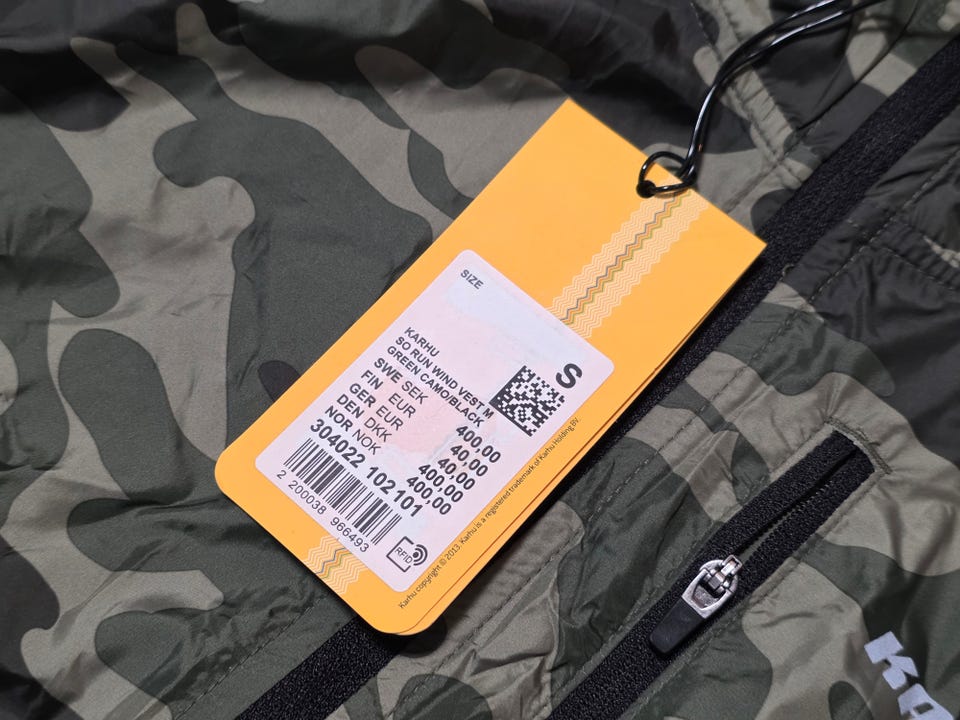 SIZE
S
KARHU
SO RUN WIND VEST M
GREEN CAMO/BLACK
SWE SEK 400,00
FIN EUR 40,00
GER EUR 40,00
DEN DKK 400,00
NOR NOK 400,00
304022 102101
2 200038 966493
RFID
Karhu copyright © 2013 Karhu is a registered trademark of Karhu Holding BV.
KA